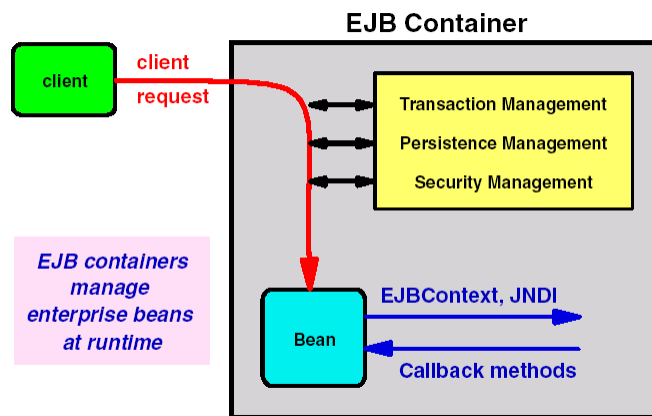 EJB Container
client
client
request
Transaction Management
Persistence Management
Security Management
EJB containers
manage
enterprise beans
at runtime
Bean
EJBContext, JNDI
Callback methods